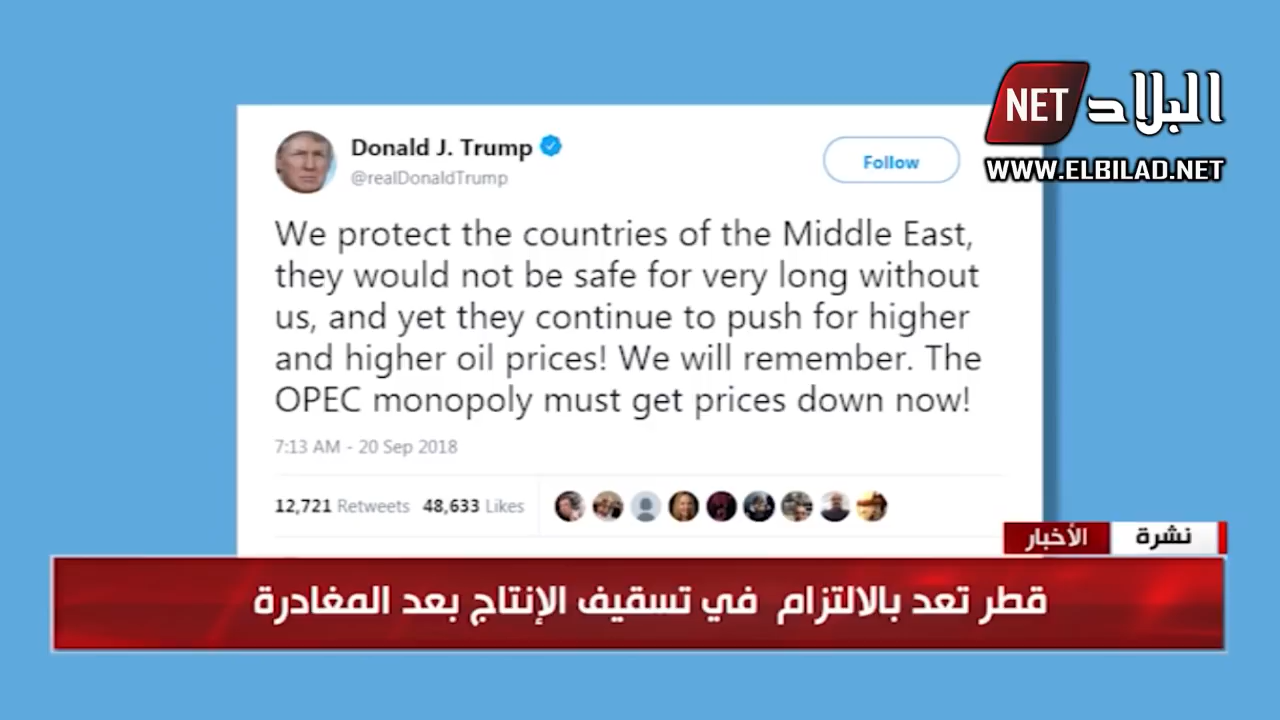 NET البلاد
WWW.ELBILAD.NET
Donald J. Trump
@realDonaldTrump
Follow
We protect the countries of the Middle East,
they would not be safe for very long without
us, and yet they continue to push for higher
and higher oil prices! We will remember. The
OPEC monopoly must get prices down now!
7:13 AM - 20 Sep 2018
12,721 Retweets 48,633 Likes
نشرة الأخبار
قطر تعد بالالتزام في تسقيف الإنتاج بعد المغادرة